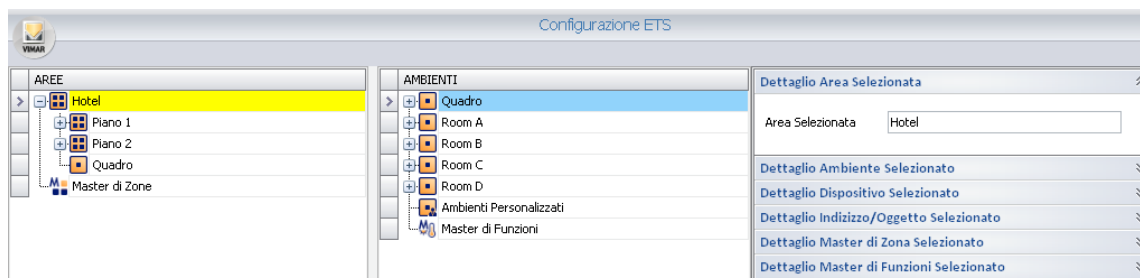 Configurazione ETS
VIMAR
AREE
Hotel
Piano 1
Piano 2
Quadro
Master di Zone
AMBIENTI
Quadro
Room A
Room B
Room C
Room D
Ambienti Personalizzati
Master di Funzioni
Dettaglio Area Selezionata
Area Selezionata Hotel
Dettaglio Ambiente Selezionato
Dettaglio Dispositivo Selezionato
Dettaglio Indizizzo/Oggetto Selezionato
Dettaglio Master di Zona Selezionato
Dettaglio Master di Funzioni Selezionato